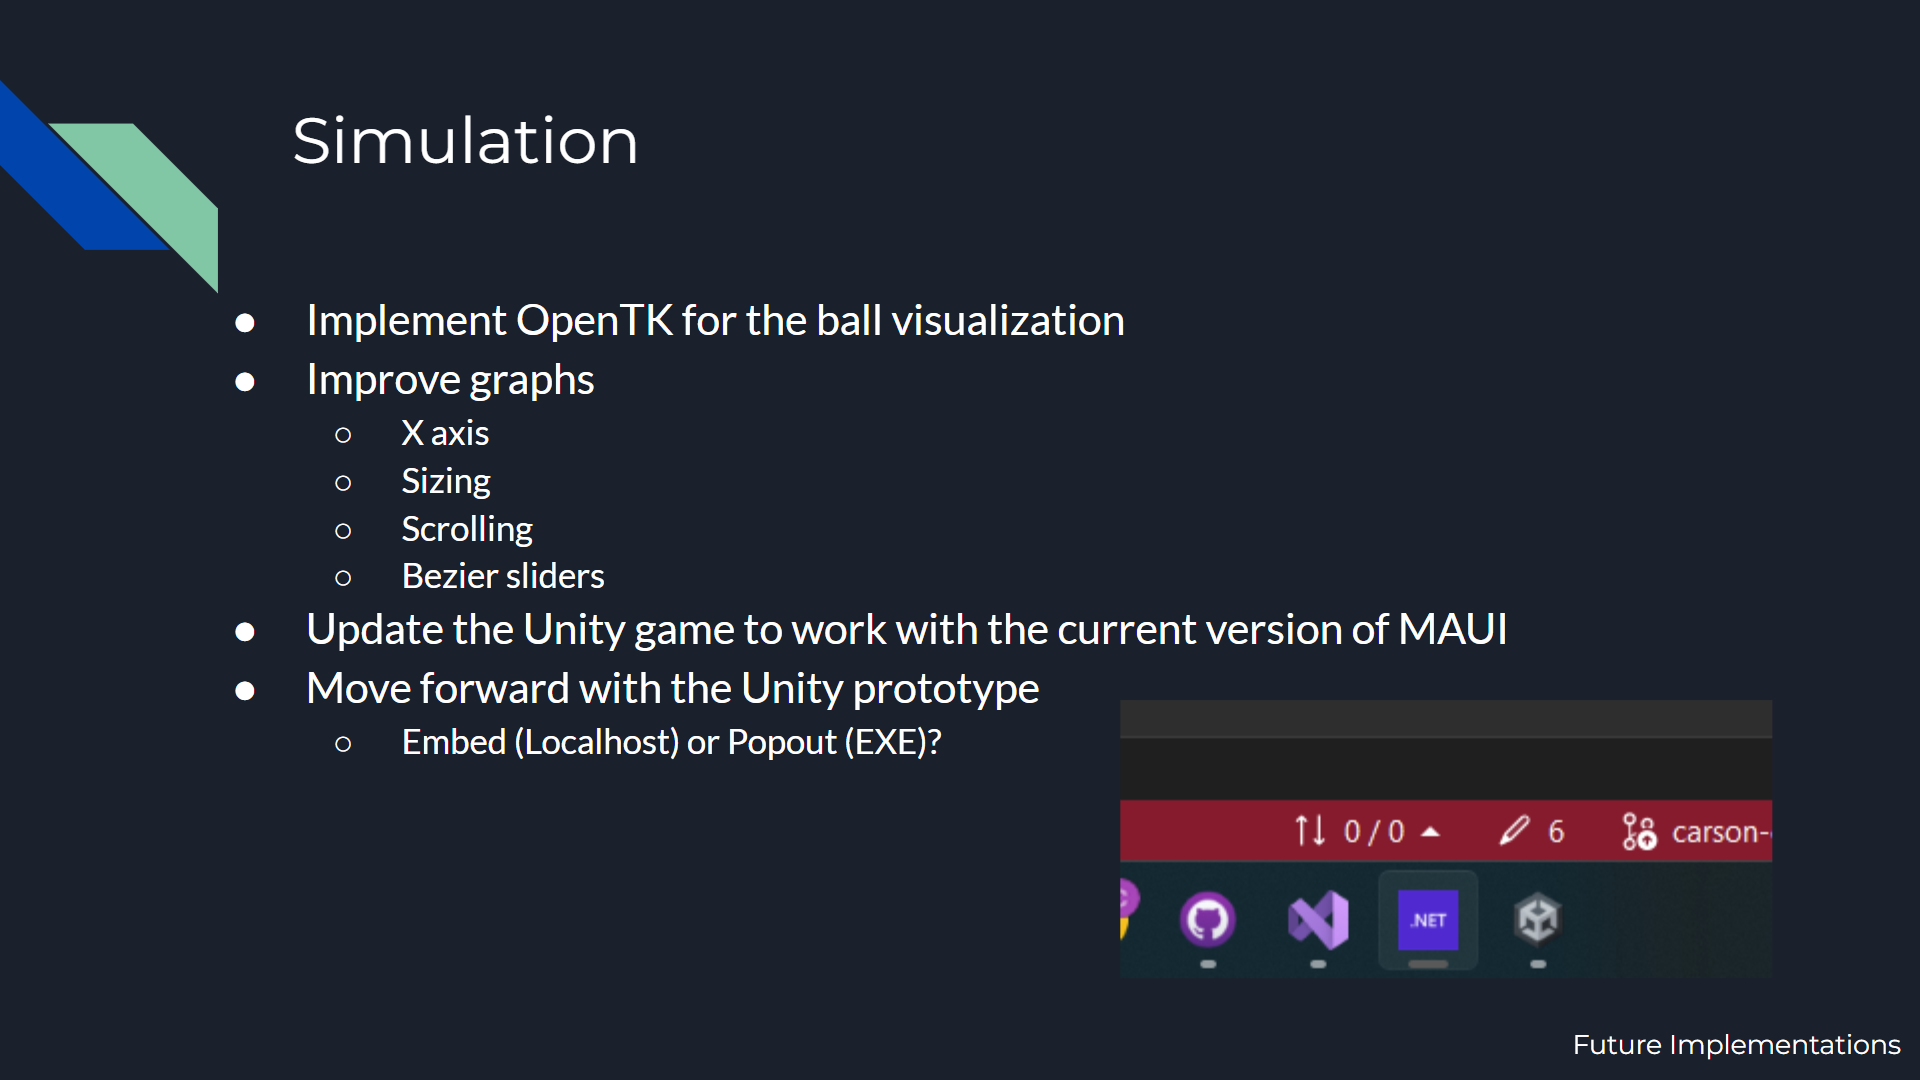 Simulation
● Implement OpenTK for the ball visualization
● Improve graphs
○ X axis
○ Sizing
○ Scrolling
○ Bezier sliders
● Update the Unity game to work with the current version of MAUI
● Move forward with the Unity prototype
○ Embed (Localhost) or Popout (EXE)?
0 / 0 6 carson-
.NET
Future Implementations